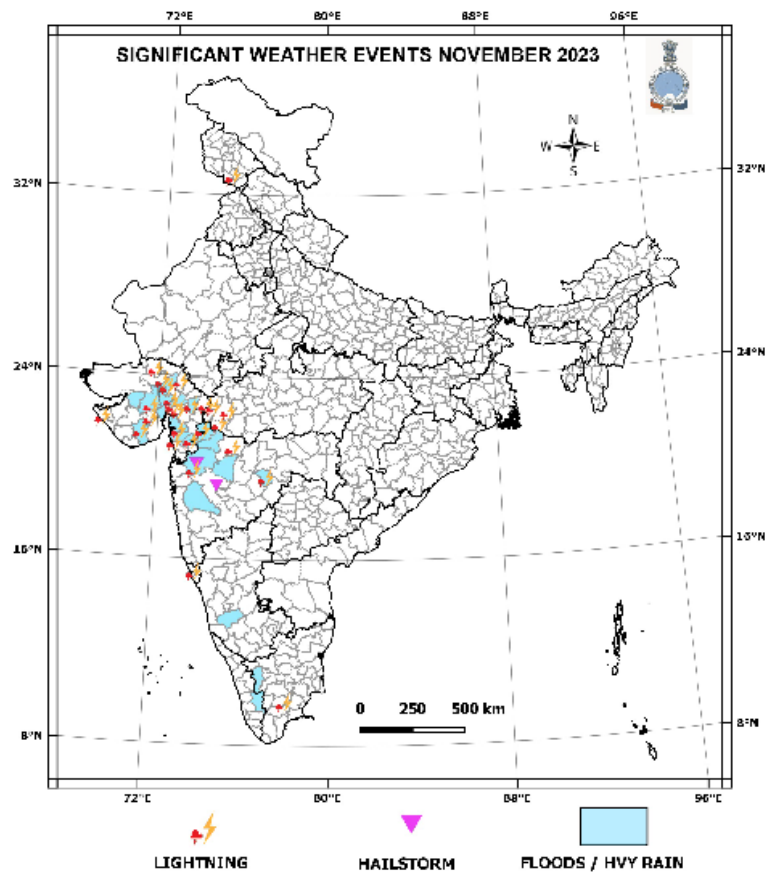 72°E 80°E 88°E 96°E
SIGNIFICANT WEATHER EVENTS NOVEMBER 2023
N
W E
S
32°N 32°N
24°N 24°N
16°N 16°N
0 250 500 km
8°N 8°N
72°E 80°E 88°E 96°E
LIGHTNING HAILSTORM FLOODS / HVY RAIN